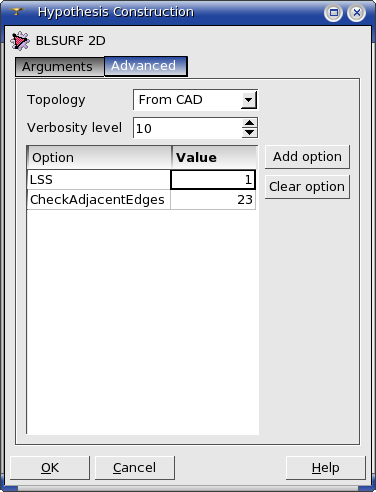 Hypothesis Construction
BLSURF 2D
Arguments Advanced
Topology From CAD
Verbosity level 10
Option Value Add option
LSS 1 Clear option
CheckAdjacentEdges 23
OK Cancel Help